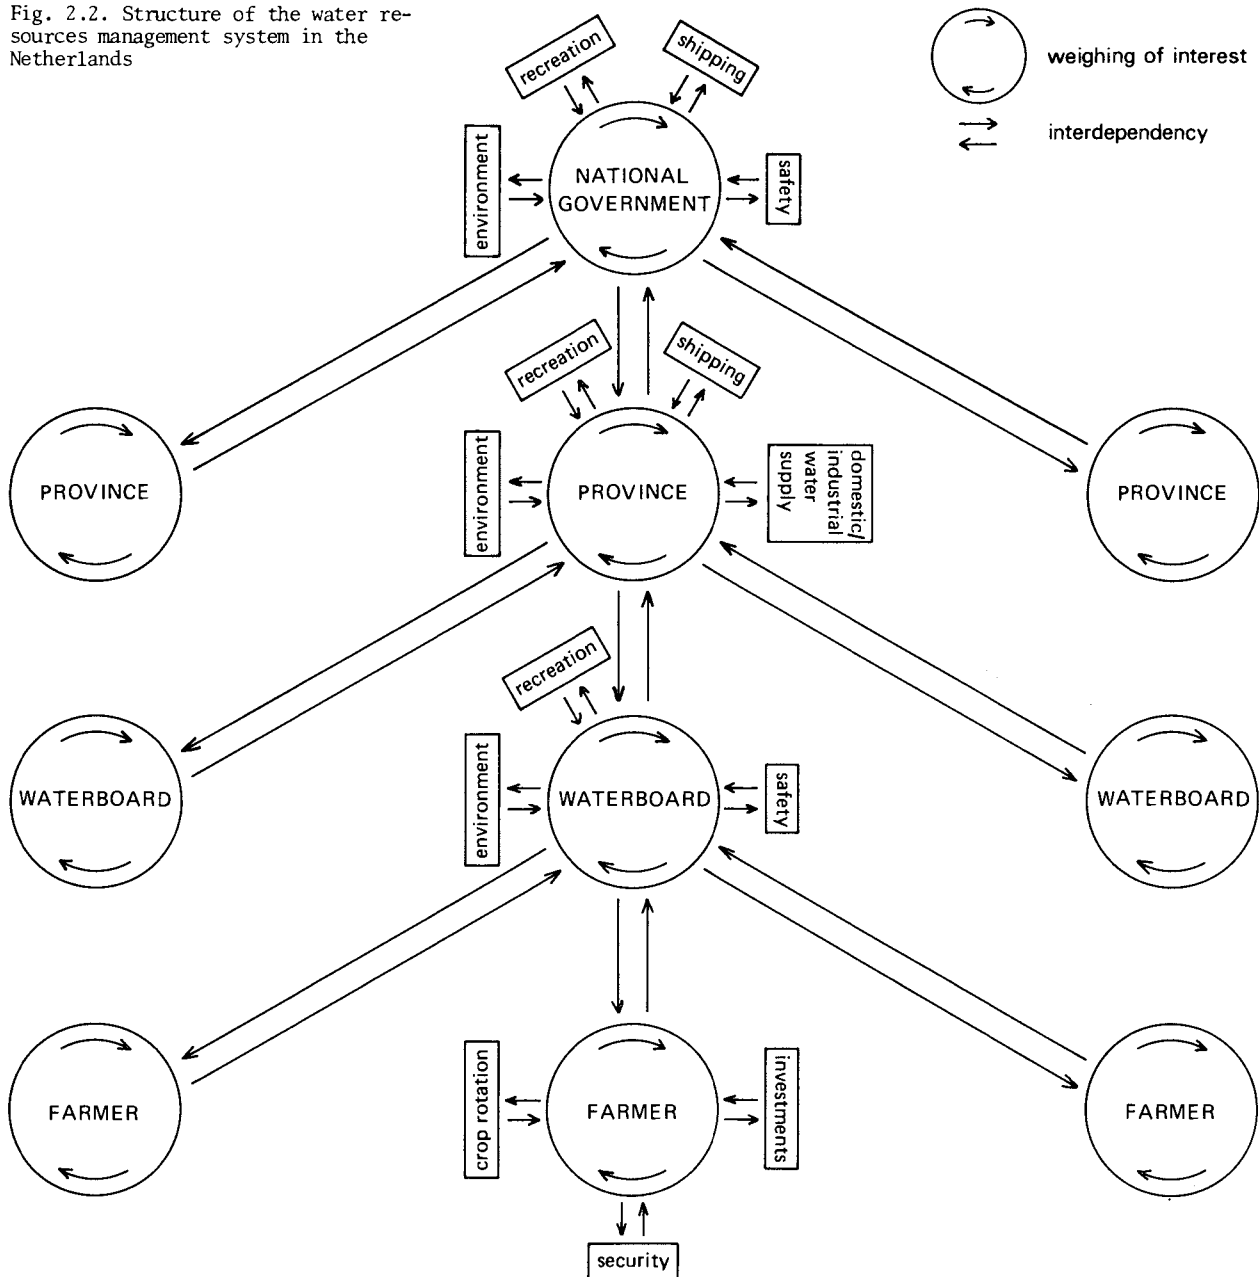 Fig. 2.2. Structure of the water re-
sources management system in the
Netherlands
weighing of interest
interdependency
recreation
shipping
environment
NATIONAL
GOVERNMENT
safety
recreation
shipping
PROVINCE
environment
PROVINCE
domestic/
industrial
water
supply
PROVINCE
recreation
WATERBOARD
environment
WATERBOARD
safety
WATERBOARD
FARMER
crop rotation
FARMER
investments
FARMER
security